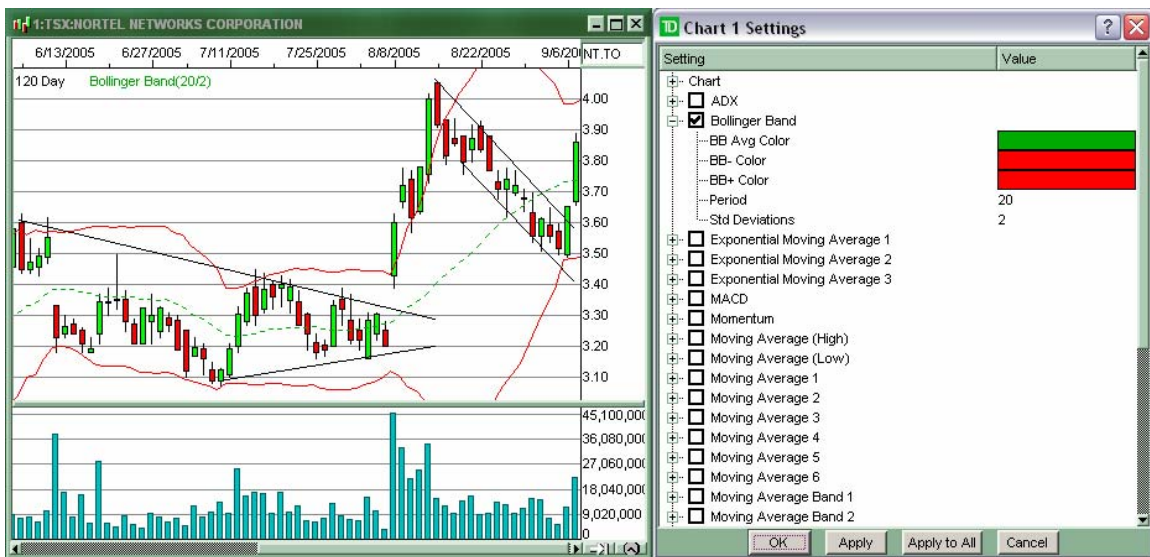 1:TSX:NORTEL NETWORKS CORPORATION
6/13/2005 6/27/2005 7/11/2005 7/25/2005 8/8/2005 8/22/2005 9/6/20 NT.TO
120 Day Bollinger Band(20/2)
4.00
3.90
3.80
3.70
3.60
3.50
3.40
3.30
3.20
3.10
45,100,000
36,080,000
27,060,000
18,040,000
9,020,000
0
TD Chart 1 Settings
Setting Value
Chart
ADX
Bollinger Band
BB Avg Color
BB- Color
BB+ Color
Period 20
Std Deviations 2
Exponential Moving Average 1
Exponential Moving Average 2
Exponential Moving Average 3
MACD
Momentum
Moving Average (High)
Moving Average (Low)
Moving Average 1
Moving Average 2
Moving Average 3
Moving Average 4
Moving Average 5
Moving Average 6
Moving Average Band 1
Moving Average Band 2
OK Apply Apply to All Cancel